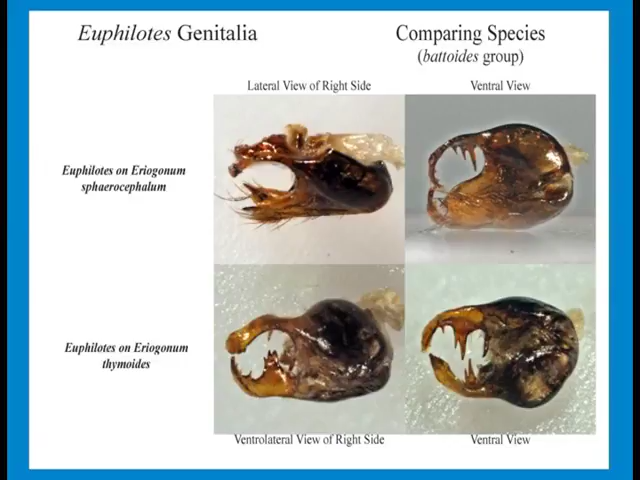 Euphilotes Genitalia
Comparing Species
(battoides group)
Lateral View of Right Side
Ventral View
Euphilotes on Eriogonum
sphaerocephalum
Euphilotes on Eriogonum
thymoides
Ventrolateral View of Right Side
Ventral View